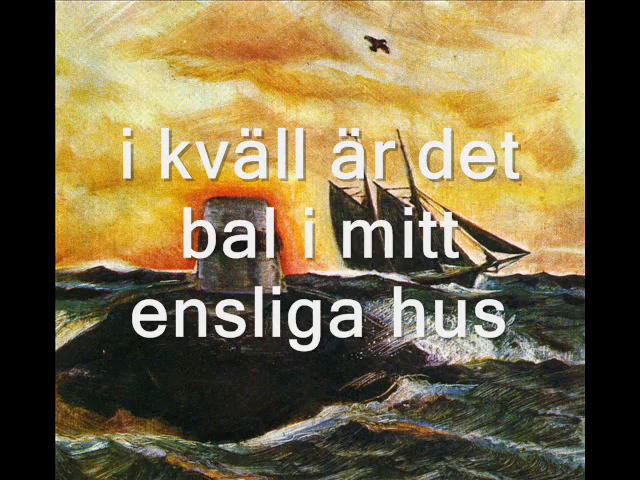 i kväll är det
bal i mitt
ensliga hus